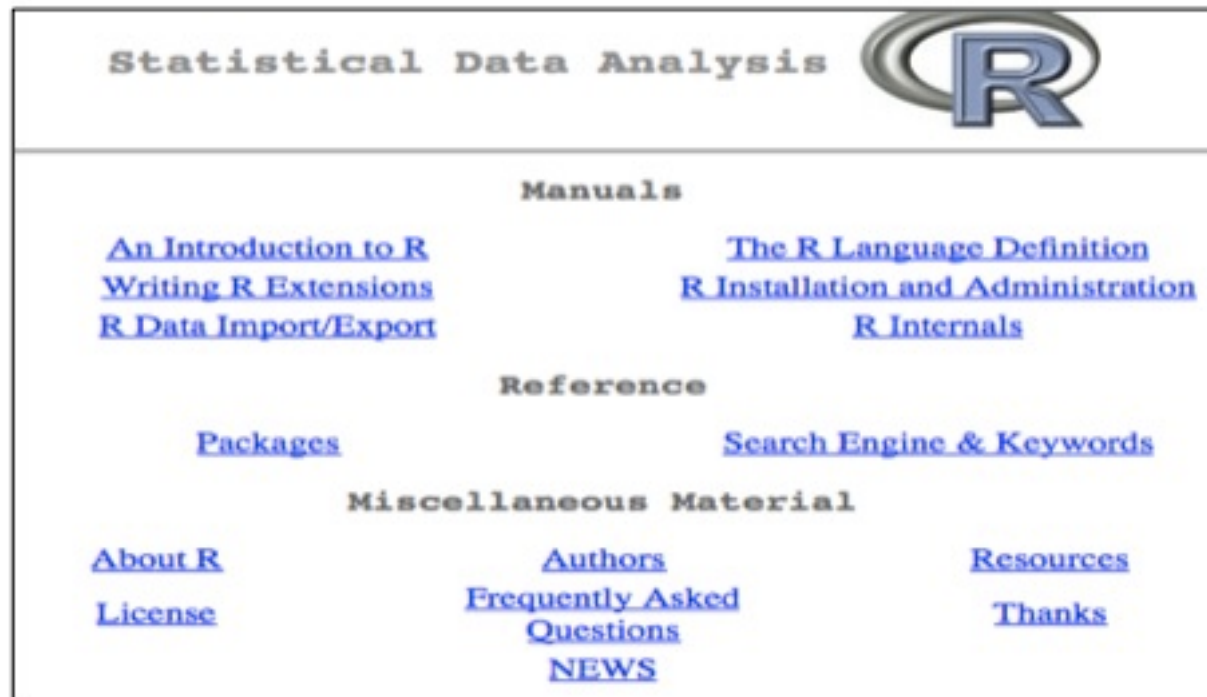 Statistical Data Analysis R
Manuals
An Introduction to R The R Language Definition
Writing R Extensions R Installation and Administration
R Data Import/Export R Internals
Reference
Packages Search Engine & Keywords
Miscellaneous Material
About R Authors Resources
License Frequently Asked Questions Thanks
NEWS